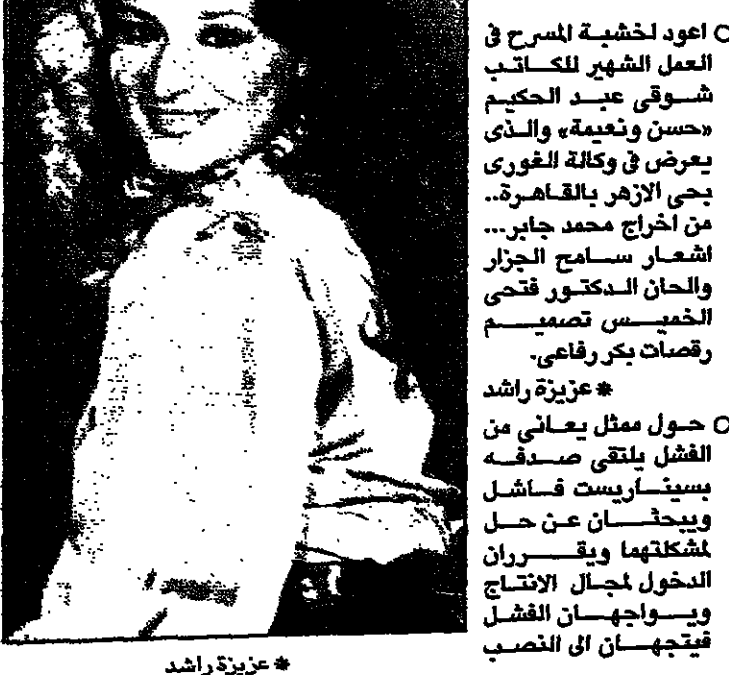 ○ اعود لخشبة المسرح في
العمل الشهير للكاتب
شوقى عبد الحكيم
«حسن ونعيمة» والذى
يعرض في وكالة الغورى
بحى الازهر بالقاهرة..
من اخراج محمد جابر...
اشعار سامح الجزار
والحان الدكتور فتحى
الخميس تصميم
رقصات بكر رفاعى.
* عزيزة راشد
○ حول ممثل يعانى من
الفشل يلتقى صدفه
بسيناريست فاشل
ويبحثان عن حل
لمشكلتهما ويقرران
الدخول لمجال الانتاج
ويواجهان الفشل
فيتجهان الى النصب
* عزيزة راشد